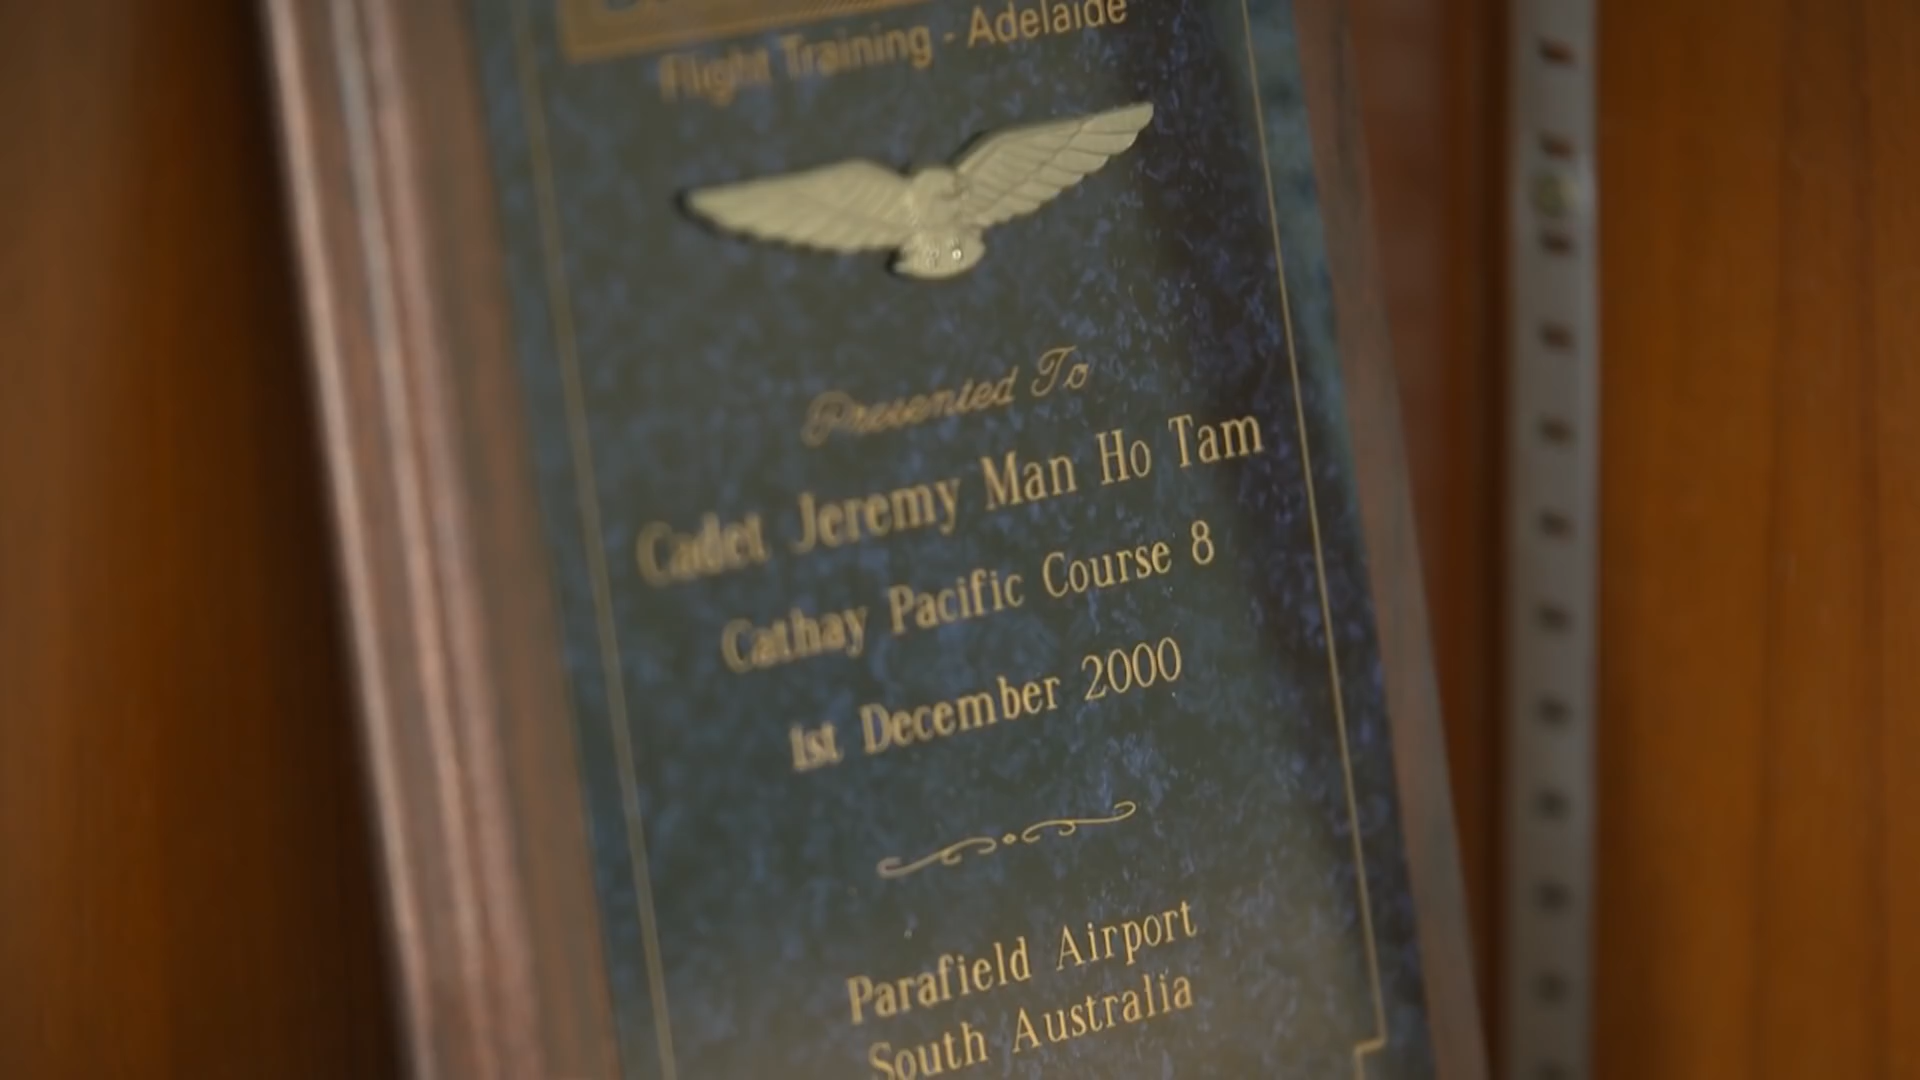 Flight Training - Adelaide
Presented To
Cadet Jeremy Man Ho Tam
Cathay Pacific Course 8
1st December 2000
Parafield Airport
South Australia